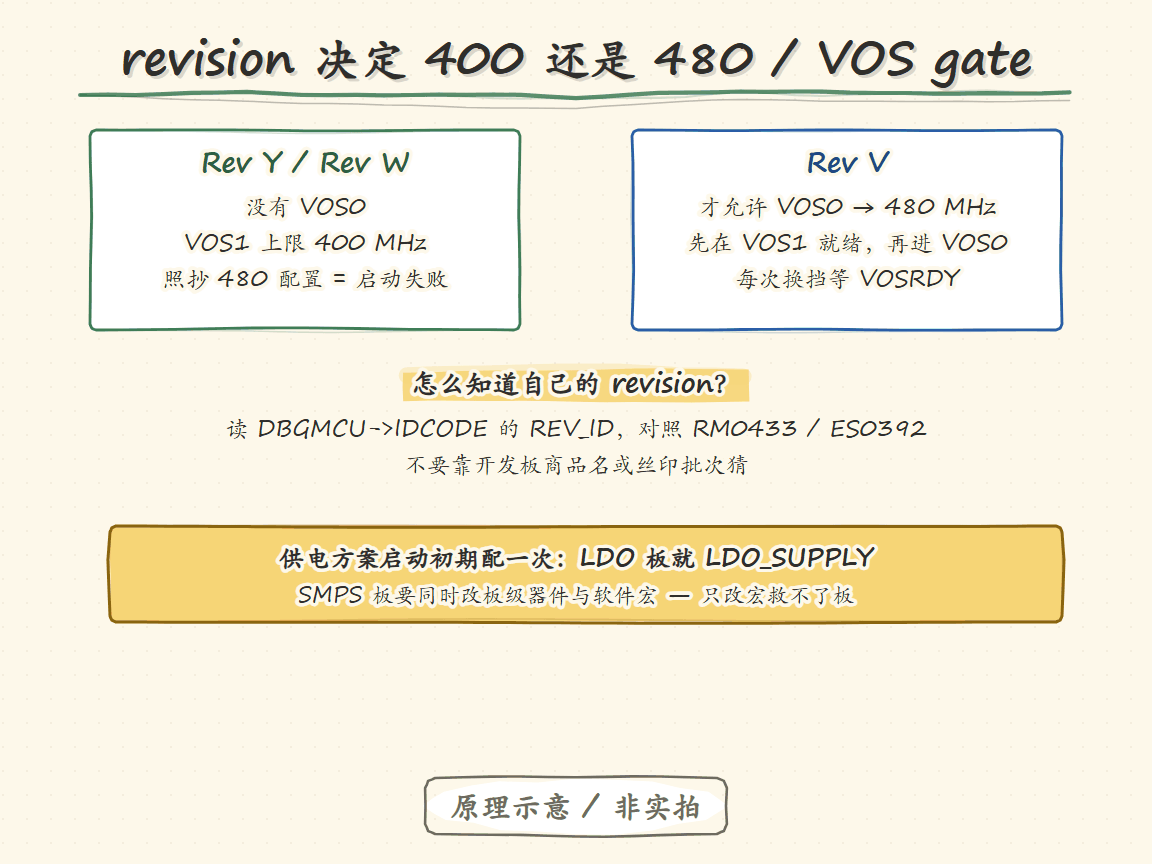 revision 决定 400 还是 480 / VOS gate
Rev Y / Rev W
没有 VOS0
VOS1 上限 400 MHz
照抄 480 配置 = 启动失败
Rev V
才允许 VOS0 → 480 MHz
先在 VOS1 就绪，再进 VOS0
每次换挡等 VOSRDY
怎么知道自己的 revision？
读 DBGMCU->IDCODE 的 REV_ID，对照 RM0433 / ES0392
不要靠开发板商品名或丝印批次猜
供电方案启动初期配一次：LDO 板就 LDO_SUPPLY
SMPS 板要同时改板级器件与软件宏 — 只改宏救不了板
原理示意 / 非实拍